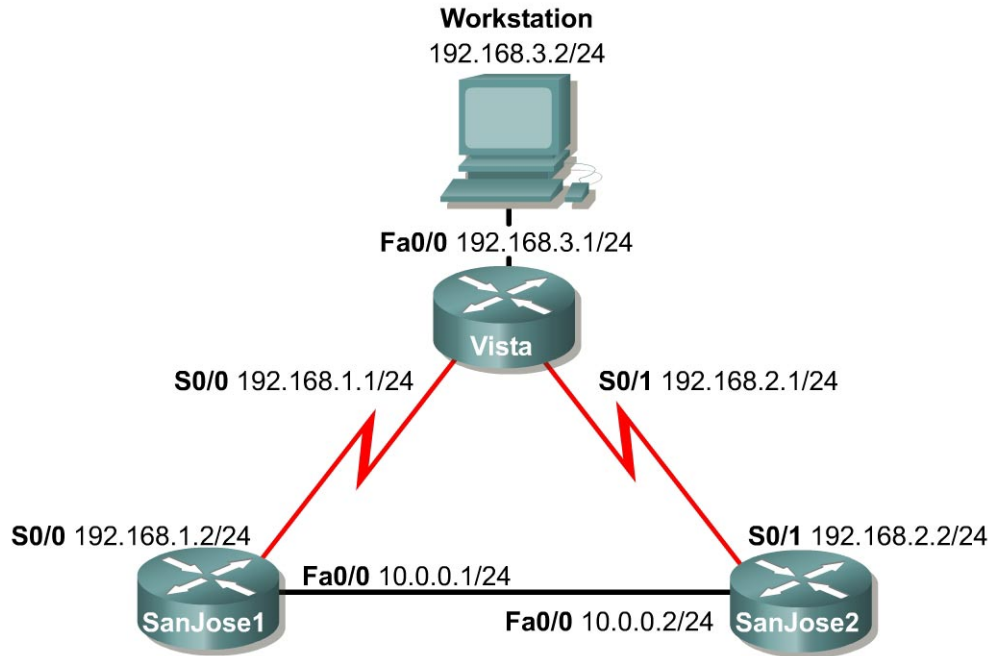 Workstation
192.168.3.2/24
Fa0/0 192.168.3.1/24
Vista
S0/0 192.168.1.1/24
S0/1 192.168.2.1/24
S0/0 192.168.1.2/24
S0/1 192.168.2.2/24
Fa0/0 10.0.0.1/24
SanJose1
Fa0/0 10.0.0.2/24
SanJose2